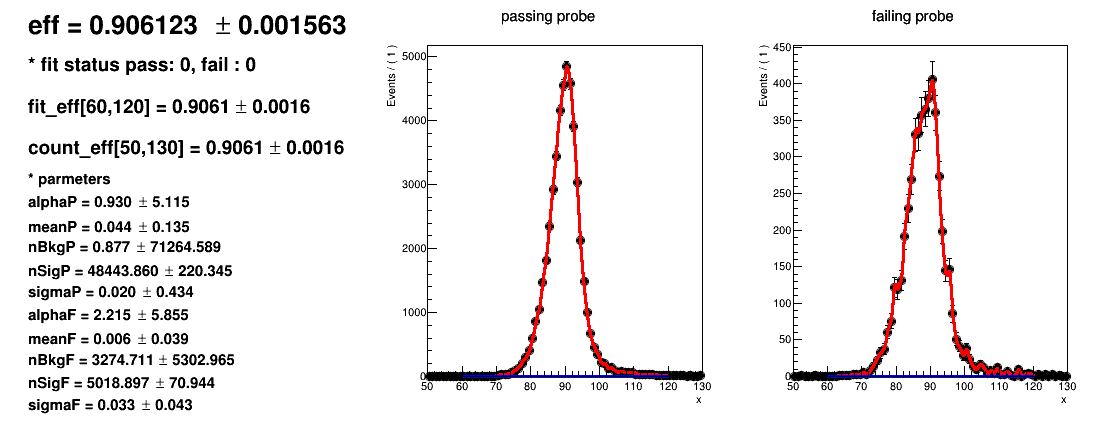 eff = 0.906123 ± 0.001563
* fit status pass: 0, fail : 0
fit_eff[60,120] = 0.9061 ± 0.0016
count_eff[50,130] = 0.9061 ± 0.0016
* parmeters
alphaP = 0.930 ± 5.115
meanP = 0.044 ± 0.135
nBkgP = 0.877 ± 71264.589
nSigP = 48443.860 ± 220.345
sigmaP = 0.020 ± 0.434
alphaF = 2.215 ± 5.855
meanF = 0.006 ± 0.039
nBkgF = 3274.711 ± 5302.965
nSigF = 5018.897 ± 70.944
sigmaF = 0.033 ± 0.043
passing probe
Events / ( 1 )
5000
4000
3000
2000
1000
0
50 60 70 80 90 100 110 120 130
x
failing probe
Events / ( 1 )
450
400
350
300
250
200
150
100
50
0
50 60 70 80 90 100 110 120 130
x